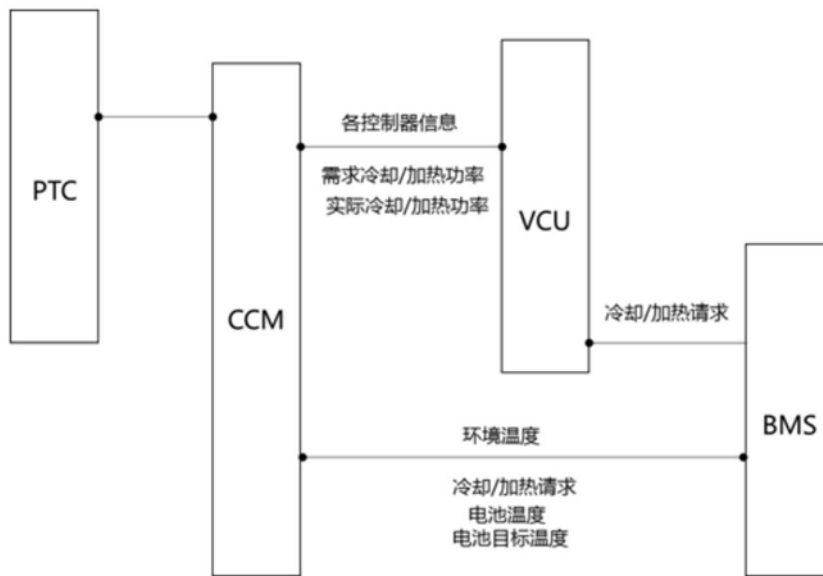 PTC
CCM
各控制器信息
需求冷却/加热功率
实际冷却/加热功率
VCU
冷却/加热请求
BMS
环境温度
冷却/加热请求
电池温度
电池目标温度